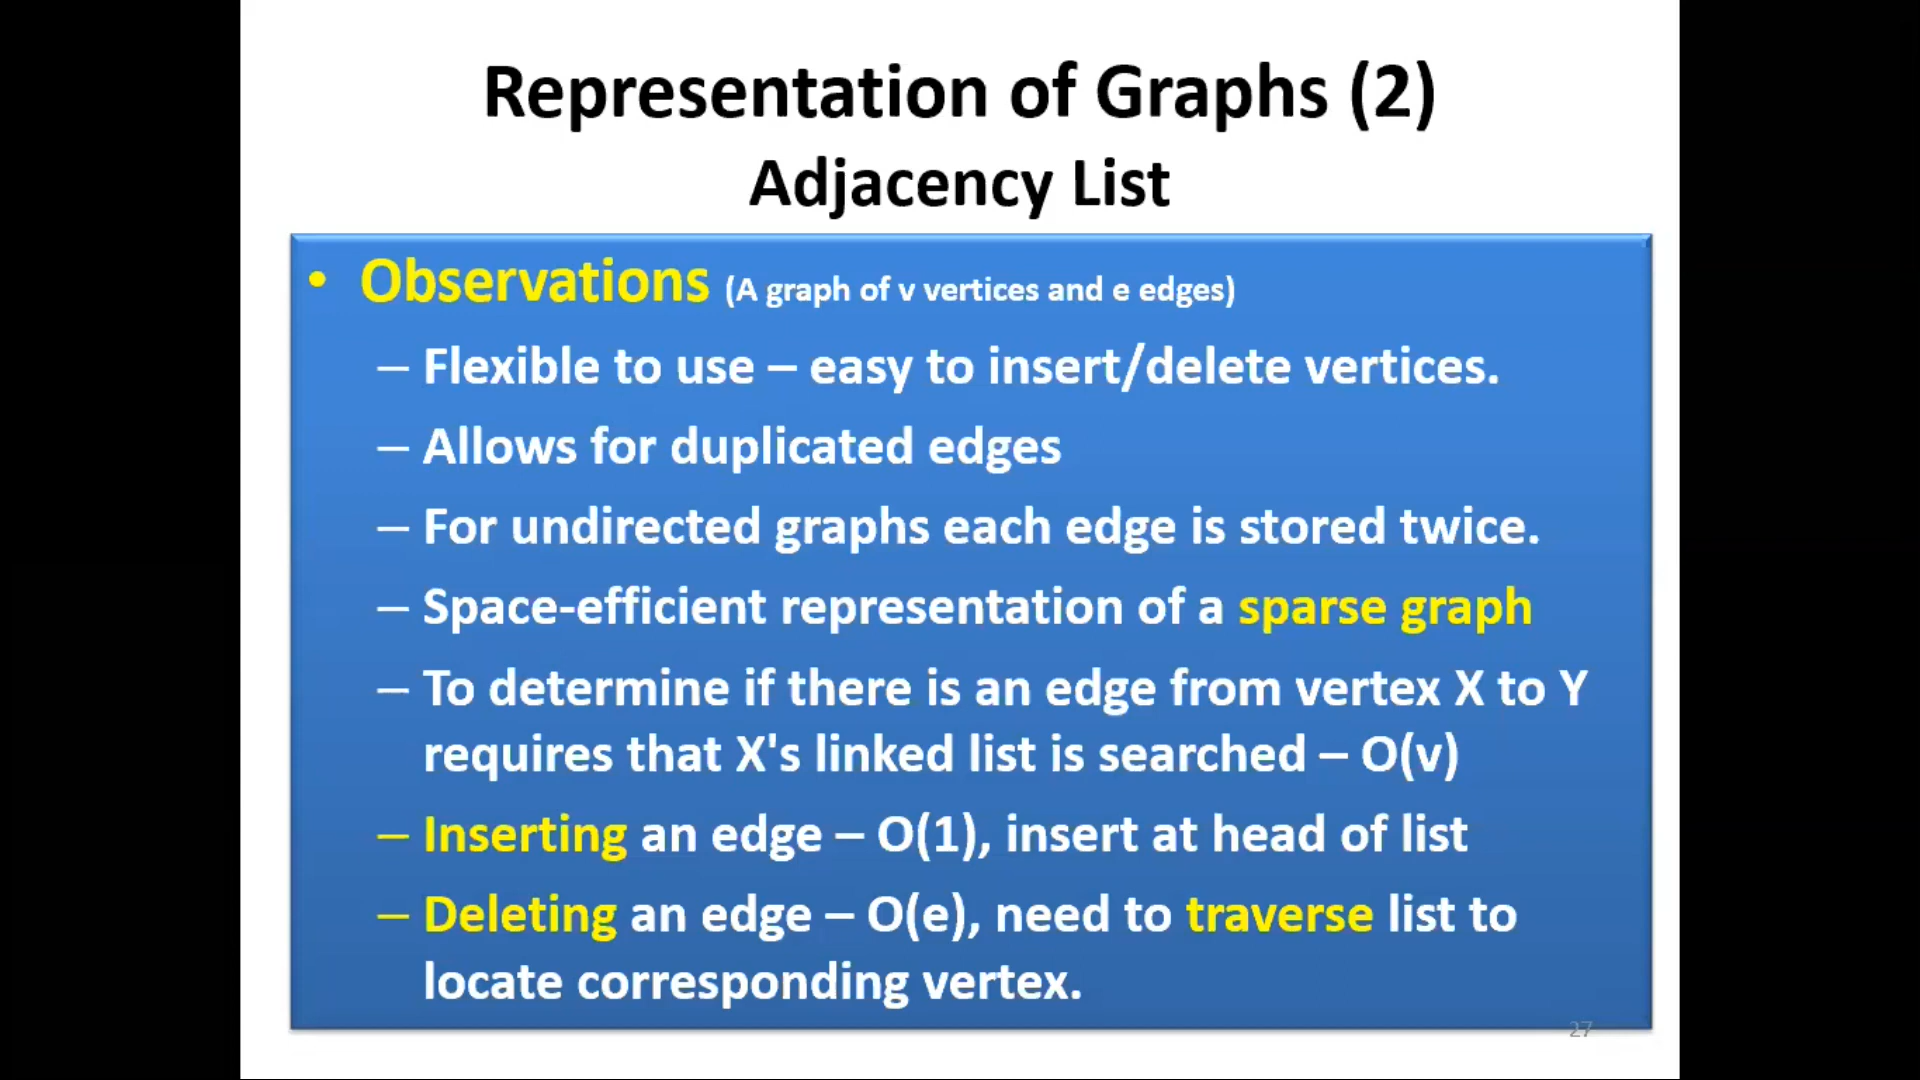 Representation of Graphs (2)
Adjacency List
• Observations (A graph of v vertices and e edges)
– Flexible to use – easy to insert/delete vertices.
– Allows for duplicated edges
– For undirected graphs each edge is stored twice.
– Space-efficient representation of a sparse graph
– To determine if there is an edge from vertex X to Y
requires that X's linked list is searched – O(v)
– Inserting an edge – O(1), insert at head of list
– Deleting an edge – O(e), need to traverse list to
locate corresponding vertex.
27